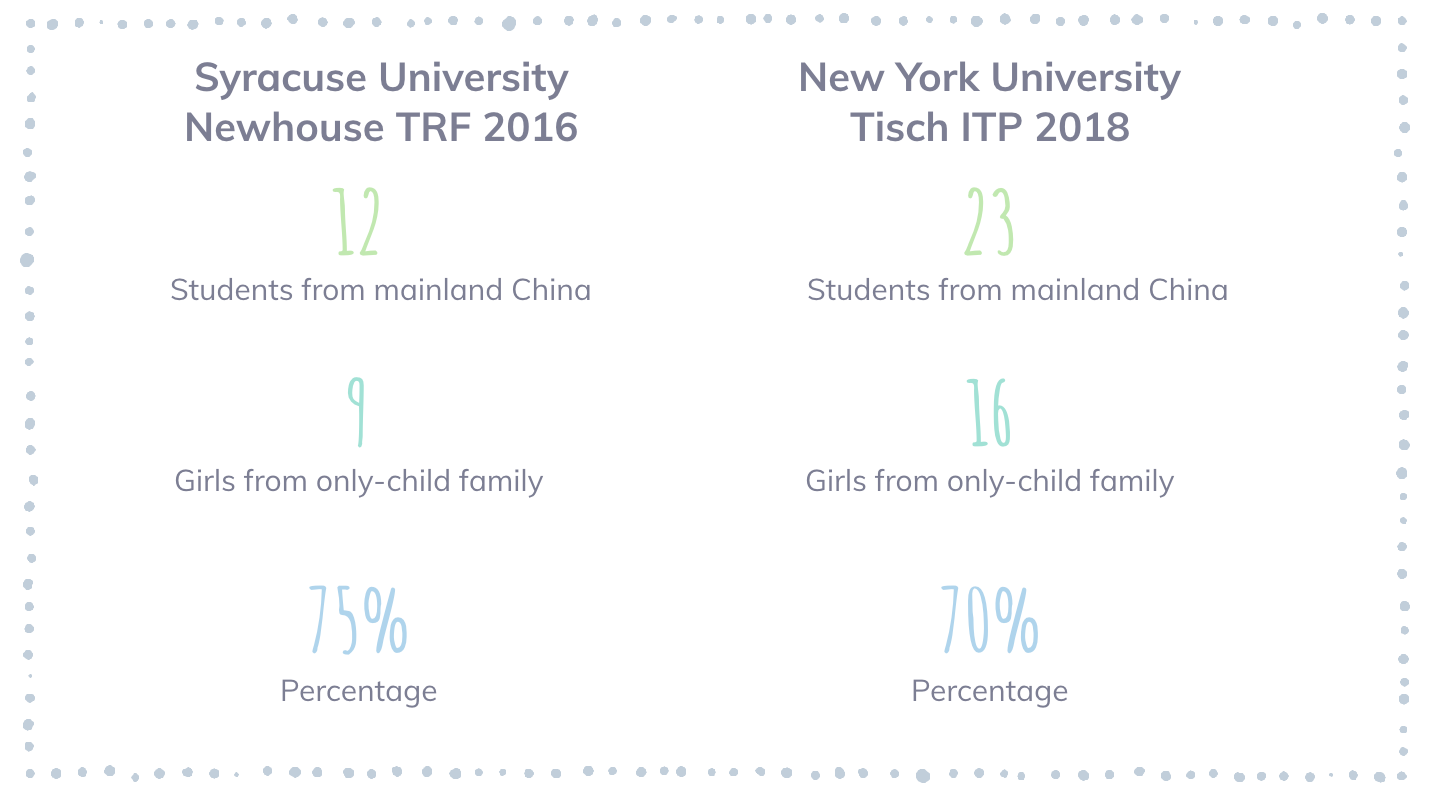 Syracuse University
Newhouse TRF 2016
12
Students from mainland China
9
Girls from only-child family
75%
Percentage
New York University
Tisch ITP 2018
23
Students from mainland China
16
Girls from only-child family
70%
Percentage